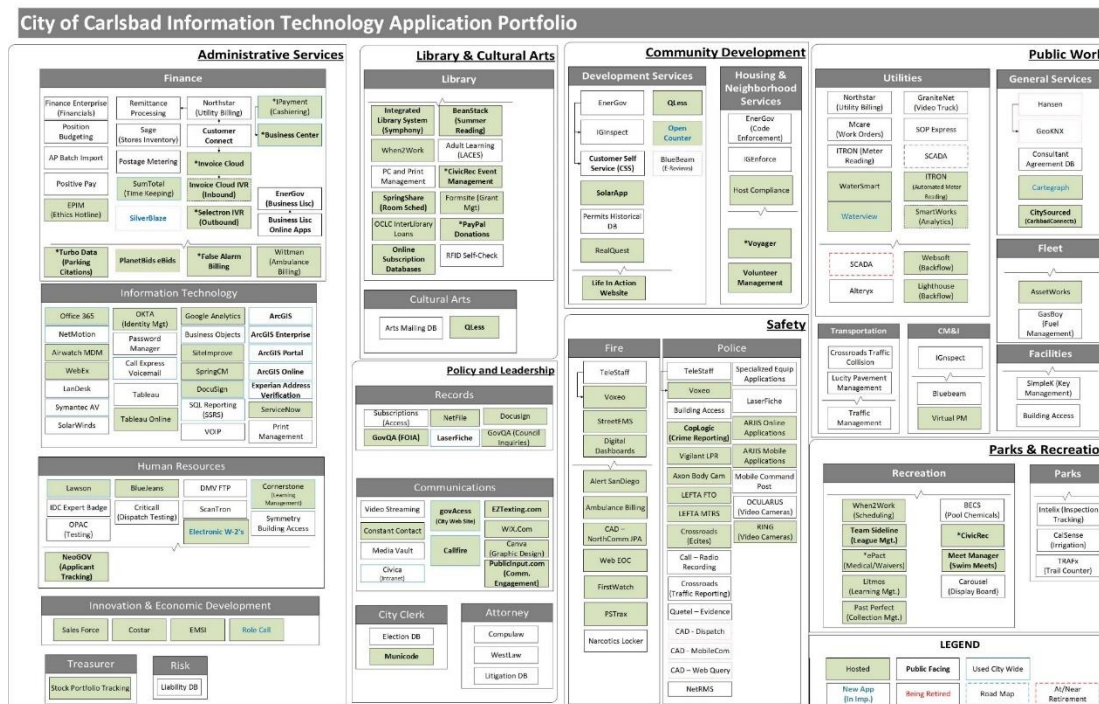 City of Carlsbad Information Technology Application Portfolio
Administrative Services
Finance
Finance Enterprise
(Financials)
Position
Budgeting
AP Batch Import
Positive Pay
EPIM
(Ethics Hotline)
Remittance
Processing
Sage
(Stores Inventory)
Postage Metering
SumTotal
(Time Keeping)
SilverBlaze
Northstar
(Utility Billing)
Customer
Connect
*Invoice Cloud
Invoice Cloud IVR
(Inbound)
*Selectron IVR
(Outbound)
*iPayment
(Cashiering)
*Business Center
EnerGov
(Business Lisc)
Business Lisc
Online Apps
*Turbo Data
(Parking
Citations)
PlanetBids eBids
*False Alarm
Billing
Wittman
(Ambulance
Billing)
Information Technology
Office 365
NetMotion
Airwatch MDM
WebEx
LanDesk
Symantec AV
SolarWinds
OKTA
(Identity Mgt)
Password
Manager
Call Express
Voicemail
Tableau
Tableau Online
Google Analytics
Business Objects
SiteImprove
SpringCM
DocuSign
SQL Reporting
(SSRS)
VOIP
ArcGIS
ArcGIS Enterprise
ArcGIS Portal
ArcGIS Online
Experian Address
Verification
ServiceNow
Print
Management
Human Resources
Lawson
IDC Expert Badge
OPAC
(Testing)
NeoGOV
(Applicant
Tracking)
BlueJeans
Criticall
(Dispatch Testing)
DMV FTP
ScanTron
Electronic W-2's
Cornerstone
(Learning
Management)
Symmetry
Building Access
Innovation & Economic Development
Sales Force
Costar
EMSI
Role Call
Treasurer
Stock Portfolio Tracking
Risk
Liability DB
Library & Cultural Arts
Library
Integrated
Library System
(Symphony)
When2Work
PC and Print
Management
SpringShare
(Room Sched)
OCLC InterLibrary
Loans
Online
Subscription
Databases
BeanStack
(Summer
Reading)
Adult Learning
(LACES)
*CivicRec Event
Management
Formsite (Grant
Mgt)
*PayPal
Donations
RFID Self-Check
Cultural Arts
Arts Mailing DB
QLess
Policy and Leadership
Records
Subscriptions
(Access)
NetFile
Docusign
GovQA (FOIA)
LaserFiche
GovQA (Council
Inquiries)
Communications
Video Streaming
Constant Contact
Media Vault
Civica
(Intranet)
govAcess
(City Web Site)
Callfire
EZTexting.com
WiX.Com
Canva
(Graphic Design)
PublicInput.com
(Comm.
Engagement)
City Clerk
Election DB
Municode
Attorney
Compulaw
WestLaw
Litigation DB
Community Development
Development Services
EnerGov
IGInspect
Customer Self
Service (CSS)
SolarApp
Permits Historical
DB
RealQuest
Life In Action
Website
QLess
Open
Counter
BlueBeam
(E-Reviews)
Housing &
Neighborhood
Services
EnerGov
(Code
Enforcement)
IGEnforce
Host Compliance
*Voyager
Volunteer
Management
Safety
Fire
TeleStaff
Voxeo
StreetEMS
Digital
Dashboards
Alert SanDiego
Ambulance Billing
CAD –
NorthComm JPA
Web EOC
FirstWatch
PSTrax
Narcotics Locker
Police
TeleStaff
Voxeo
Building Access
CopLogic
(Crime Reporting)
Vigilant LPR
Axon Body Cam
LEFTA FTO
LEFTA MTRS
Crossroads
(Ecites)
Call – Radio
Recording
Crossroads
(Traffic Reporting)
Quetel – Evidence
CAD - Dispatch
CAD - MobileCom
CAD – Web Query
NetRMS
Specialized Equip
Applications
LaserFiche
ARJIS Online
Applications
ARJIS Mobile
Applications
Mobile Command
Post
OCULARUS
(Video Cameras)
RING
(Video Cameras)
Public Work
Utilities
Northstar
(Utility Billing)
Mcare
(Work Orders)
ITRON (Meter
Reading)
WaterSmart
Waterview
SCADA
Alteryx
GraniteNet
(Video Truck)
SOP Express
SCADA
ITRON
(Automated Meter
Reading)
SmartWorks
(Analytics)
Websoft
(Backflow)
Lighthouse
(Backflow)
General Services
Hansen
GeoKNX
Consultant
Agreement DB
Cartegraph
CitySourced
(CarlsbadConnects)
Fleet
AssetWorks
GasBoy
(Fuel
Management)
Facilities
SimpleK (Key
Management)
Building Access
Transportation
Crossroads Traffic
Collision
Lucity Pavement
Management
Traffic
Management
CM&I
IGnspect
Bluebeam
Virtual PM
Parks & Recreatio
Recreation
When2Work
(Scheduling)
Team Sideline
(League Mgt.)
*ePact
(Medical/Waivers)
Litmos
(Learning Mgt.)
Past Perfect
(Collection Mgt.)
BECS
(Pool Chemicals)
*CivicRec
Meet Manager
(Swim Meets)
Carousel
(Display Board)
Parks
Intelix (Inspection
Tracking)
CalSense
(Irrigation)
TRAFx
(Trail Counter)
LEGEND
Hosted
Public Facing
Used City Wide
New App
(In Imp.)
Being Retired
Road Map
At/Near
Retirement